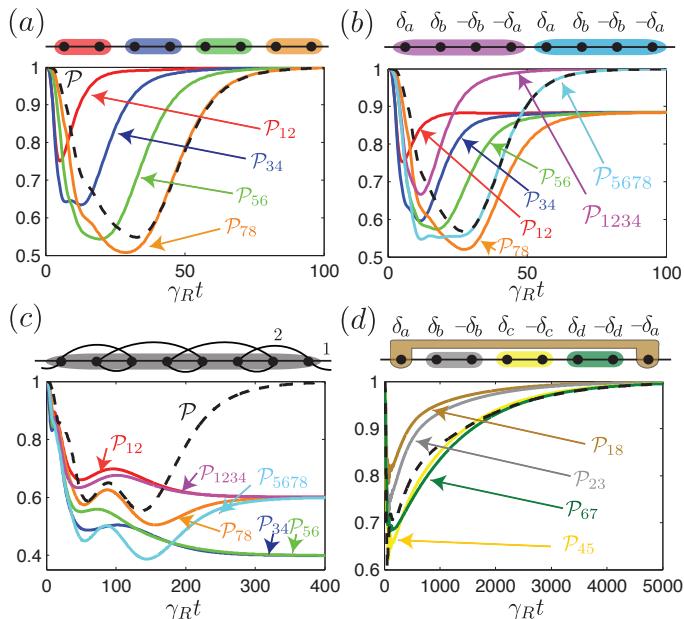 (a)
𝒫
𝒫12
𝒫34
𝒫56
𝒫78
1
0.9
0.8
0.7
0.6
0.5
0 50 100
γRt
(b) δa δb −δb −δa δa δb −δb −δa
1
0.9
0.8
0.7
0.6
0.5
𝒫56
𝒫5678
𝒫34
𝒫1234
𝒫12
𝒫78
0 50 100
γRt
(c) 2 1
1
0.8
0.6
0.4
𝒫
𝒫12
𝒫1234
𝒫5678
𝒫78
𝒫34
𝒫56
0 100 200 300 400
γRt
(d) δa δb −δb δc −δc δd −δd −δa
1
0.9
0.8
0.7
0.6
𝒫18
𝒫23
𝒫67
𝒫45
0 1000 2000 3000 4000 5000
γRt